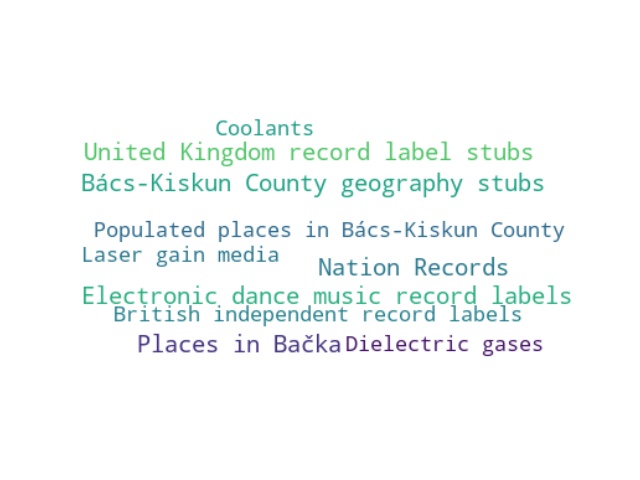 Coolants
United Kingdom record label stubs
Bács-Kiskun County geography stubs
Populated places in Bács-Kiskun County
Laser gain media
Nation Records
Electronic dance music record labels
British independent record labels
Places in Bačka
Dielectric gases